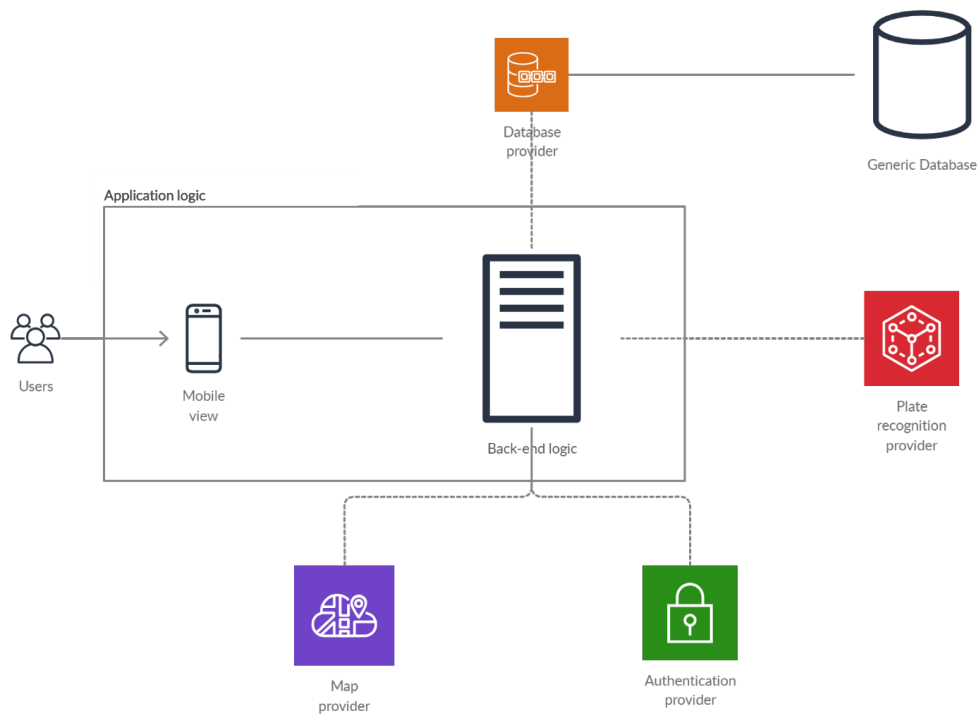 Database
provider
Generic Database
Application logic
Users
Mobile
view
Back-end logic
Plate
recognition
provider
Map
provider
Authentication
provider